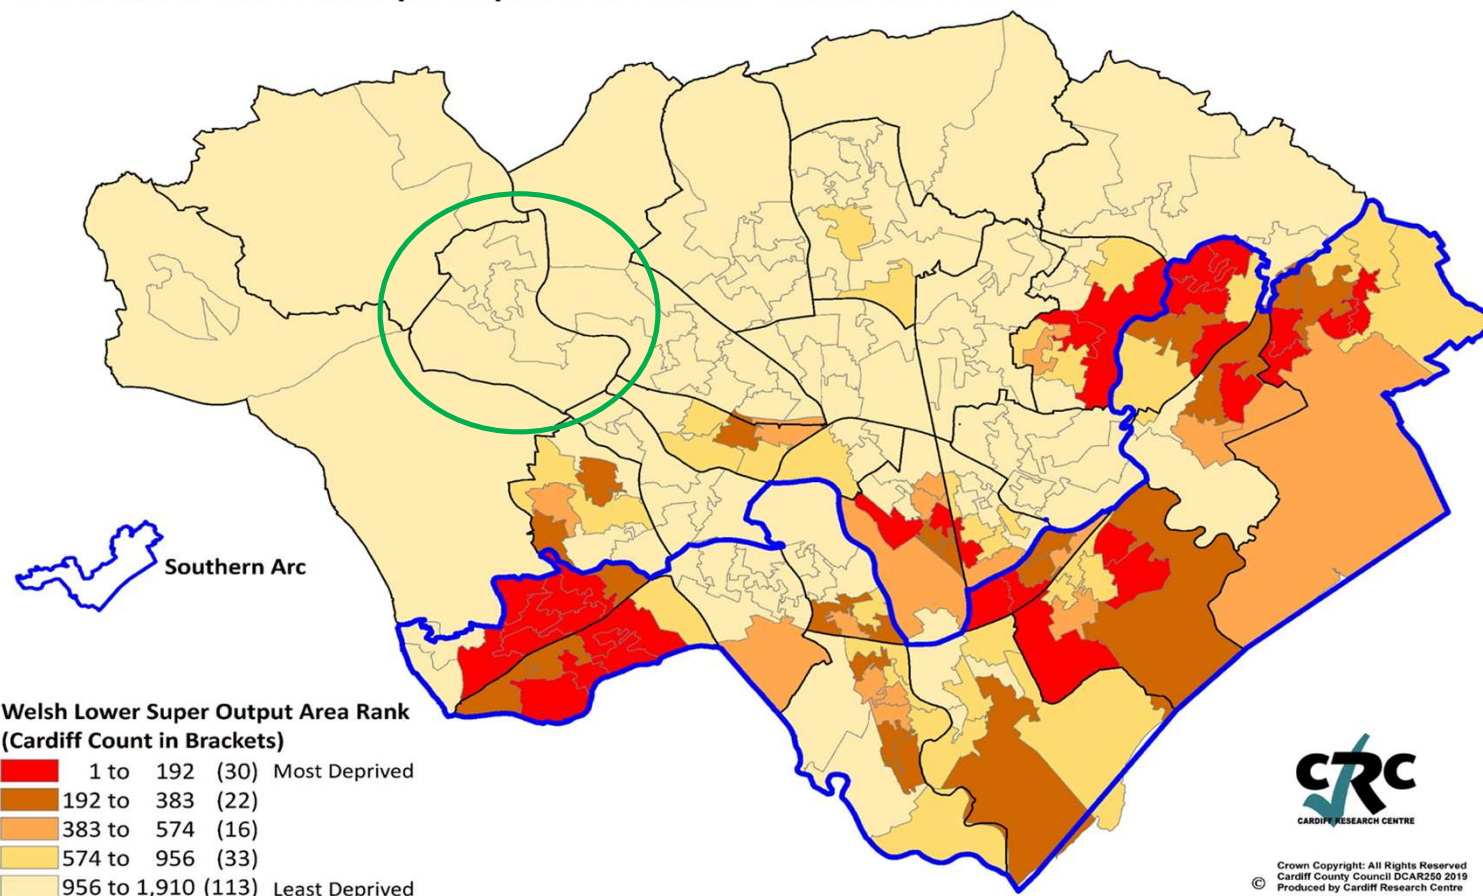 Southern Arc
Welsh Lower Super Output Area Rank
(Cardiff Count in Brackets)
1 to 192 (30) Most Deprived
192 to 383 (22)
383 to 574 (16)
574 to 956 (33)
956 to 1,910 (113) Least Deprived
CRC
CARDIFF RESEARCH CENTRE
Crown Copyright: All Rights Reserved
Cardiff County Council DCAR250 2019
© Produced by Cardiff Research Centre